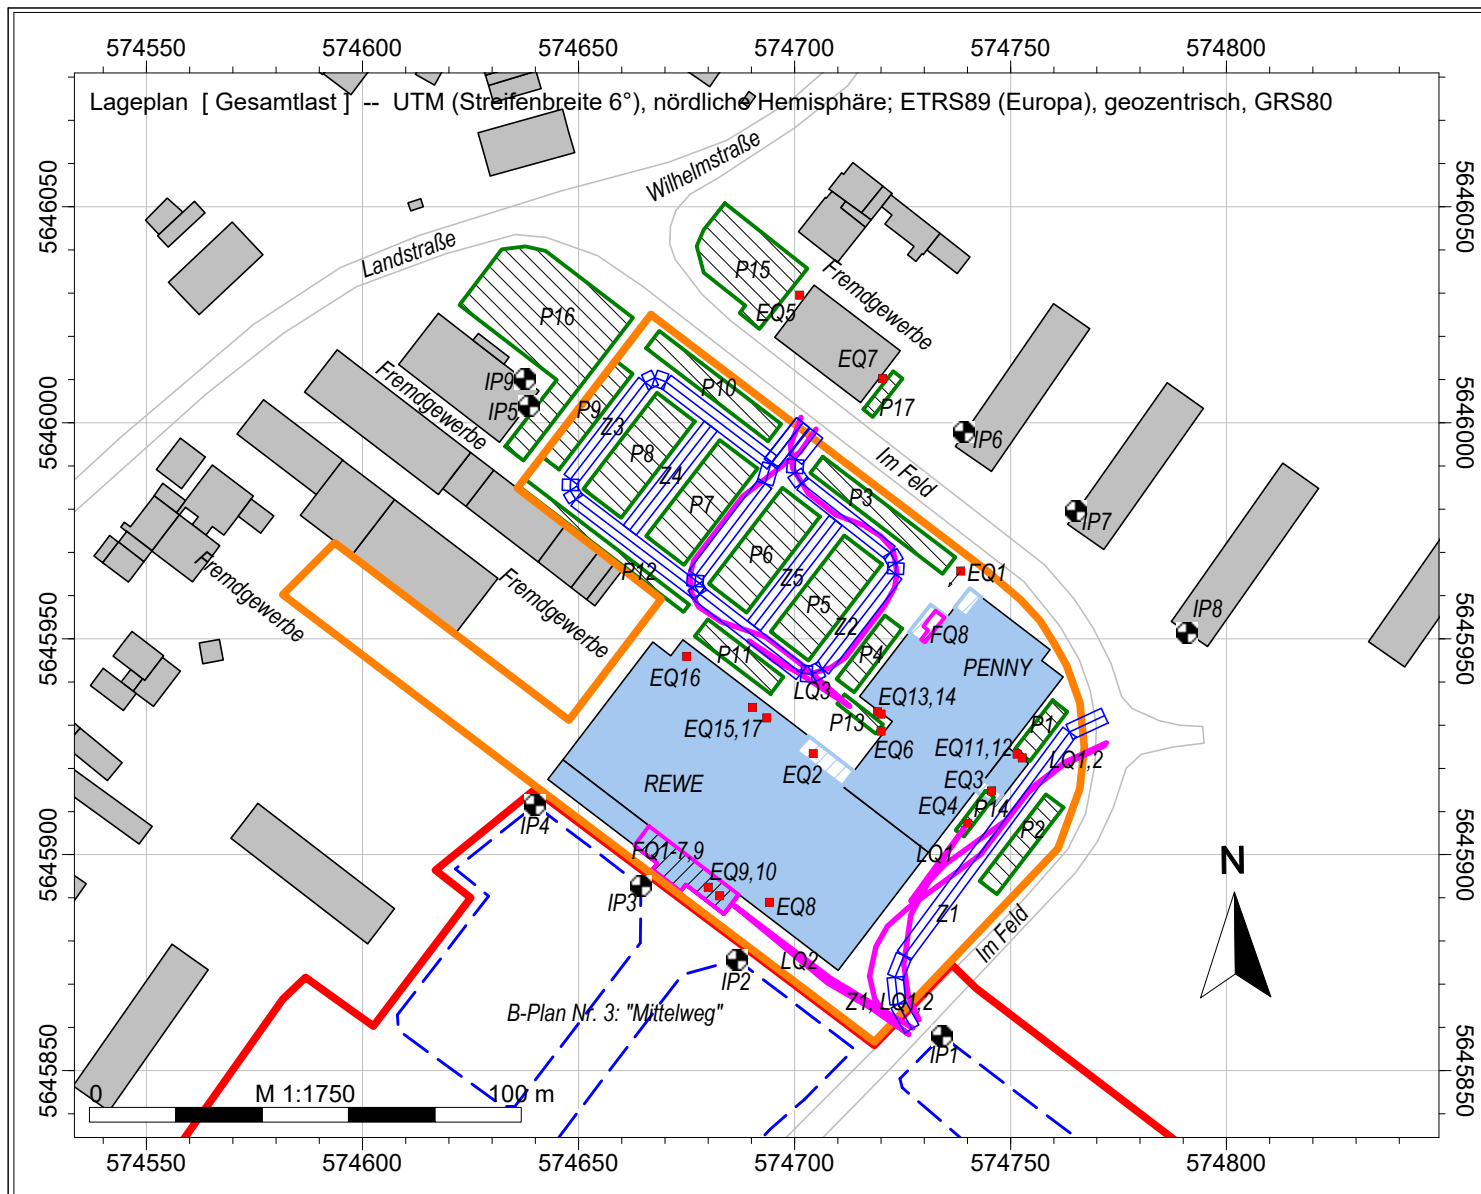 574550 574600 574650 574700 574750 574800
Lageplan [ Gesamtlast ] -- UTM (Streifenbreite 6°), nördliche Hemisphäre; ETRS89 (Europa), geozentrisch, GRS80
5646050
5646050
Wilhelmstraße
Landstraße
P15
Fremdgewerbe
P16
EQ5
EQ7
Fremdgewerbe
IP9
P10
P17
IP5
P9
Z3
IP6
P8
Z4
Im Feld
5646000
5646000
P7
P3
IP7
P6
Z5
Fremdgewerbe
Fremdgewerbe
P12
EQ1
P5
IP8
Z2
FQ8
P11
P4
PENNY
5645950
5645950
EQ16
LQ3
EQ13,14
P13
EQ15,17
EQ6
EQ11,12
P1
LQ1,2
EQ2
REWE
EQ3
EQ4
P14
P2
IP4
LQ1
5645900
5645900
FQ1-7,9
EQ9,10
IP3
EQ8
Z1
N
Im Feld
LQ2
IP2
Z1, LQ1,2
B-Plan Nr. 3: "Mittelweg"
IP1
5645850
5645850
0 M 1:1750 100 m
574550 574600 574650 574700 574750 574800